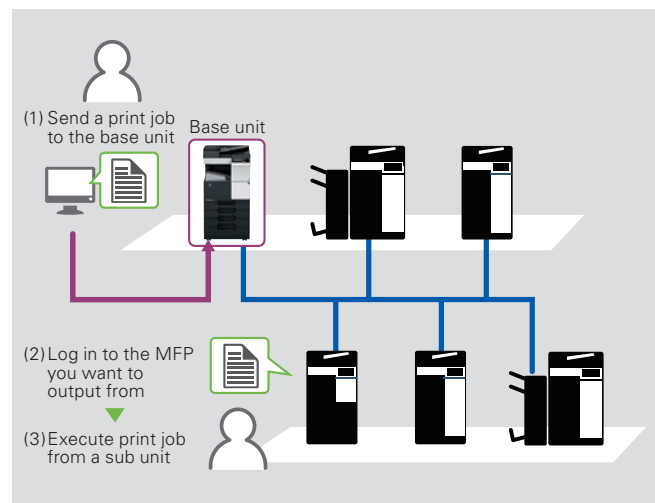 (1) Send a print job
to the base unit
Base unit
(2) Log in to the MFP
you want to
output from
(3) Execute print job
from a sub unit